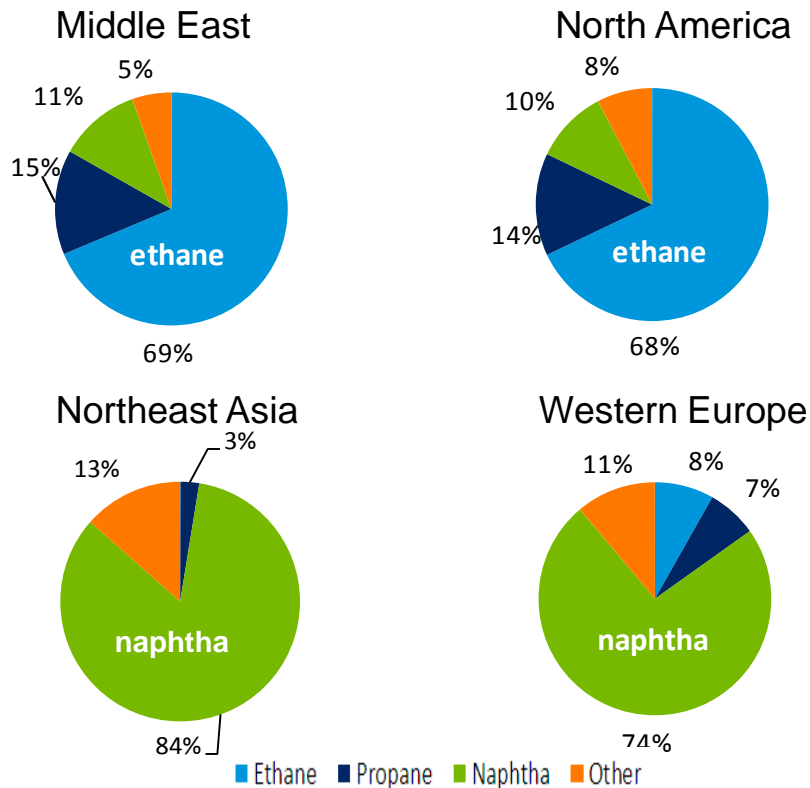 Middle East
5%
11%
15%
ethane
69%
North America
8%
10%
14%
ethane
68%
Northeast Asia
3%
13%
naphtha
84%
Western Europe
11%
8%
7%
naphtha
74%
Ethane Propane Naphtha Other